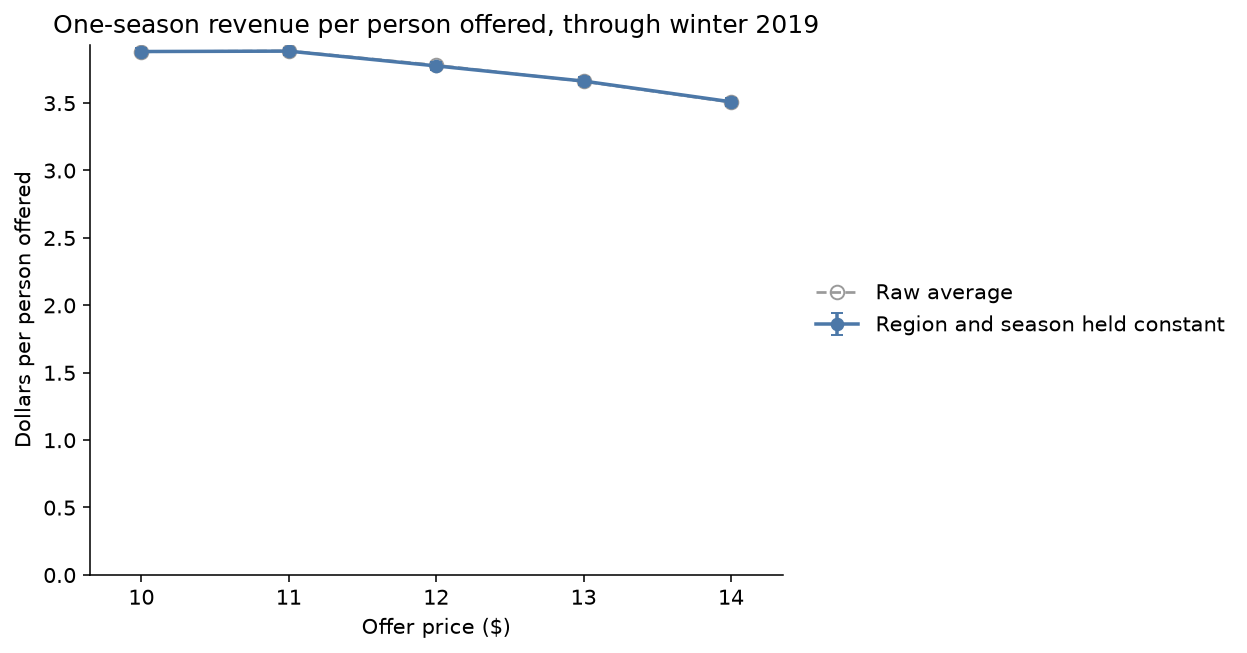 One-season revenue per person offered, through winter 2019
Dollars per person offered
3.5
3.0
2.5
2.0
1.5
1.0
0.5
0.0
10 11 12 13 14
Offer price ($)
Raw average
Region and season held constant